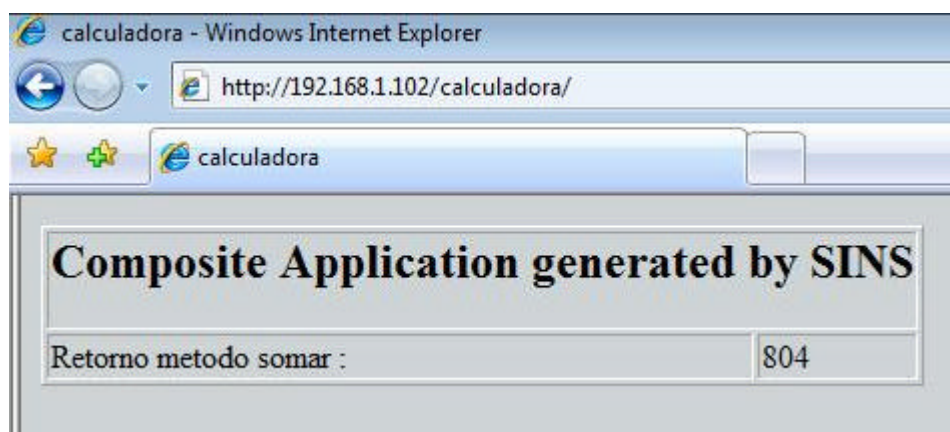 calculadora - Windows Internet Explorer
http://192.168.1.102/calculadora/
calculadora
Composite Application generated by SINS
Retorno metodo somar : 804